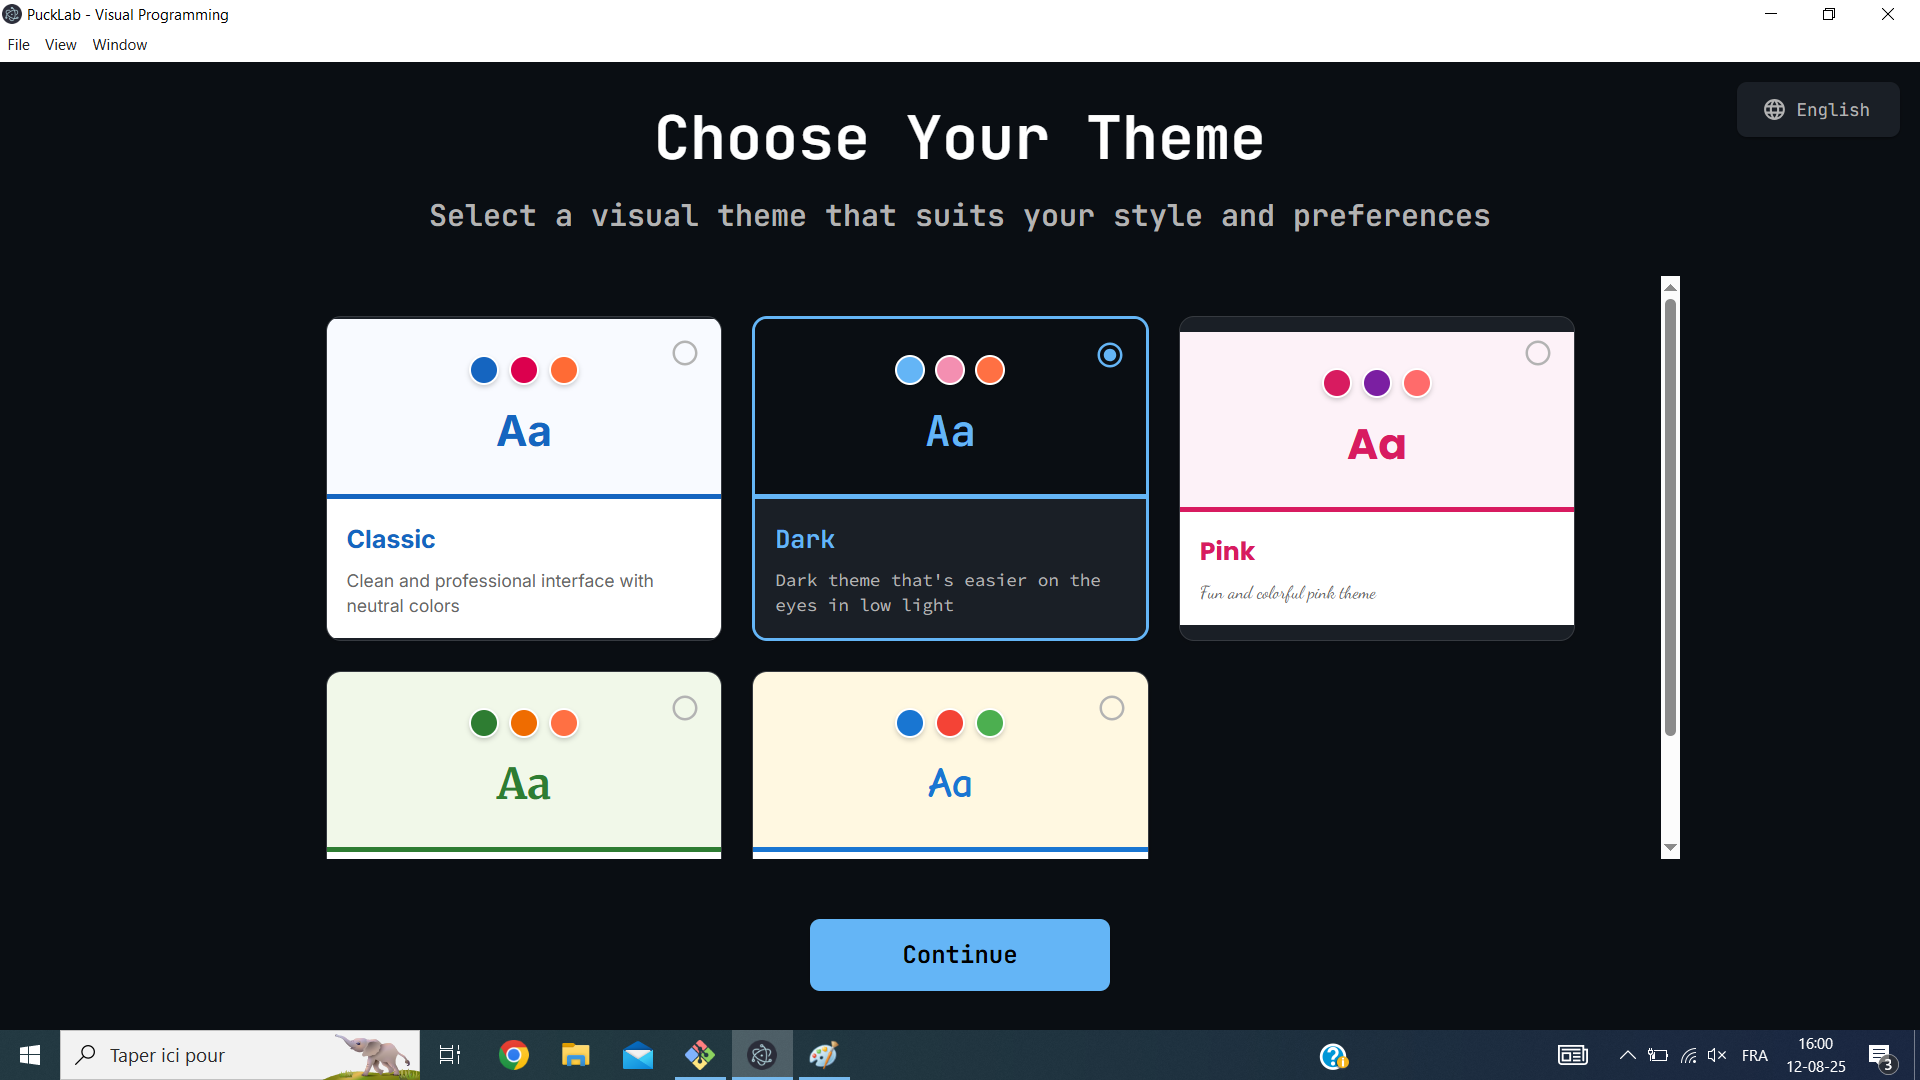 PuckLab - Visual Programming
File View Window
English
Choose Your Theme
Select a visual theme that suits your style and preferences
Aa
Classic
Clean and professional interface with
neutral colors
Aa
Dark
Dark theme that's easier on the
eyes in low light
Aa
Pink
Fun and colorful pink theme
Aa
Aa
Continue
Taper ici pour
FRA
16:00
12-08-25
3